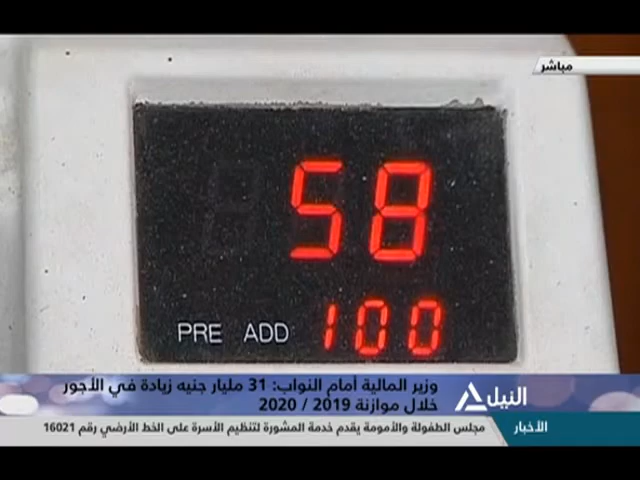 مباشر
58
PRE ADD 100
وزير المالية أمام النواب: 31 مليار جنيه زيادة في الأجور
خلال موازنة 2019 / 2020
النيل
الأخبار
مجلس الطفولة والأمومة يقدم خدمة المشورة لتنظيم الأسرة على الخط الأرضي رقم 16021